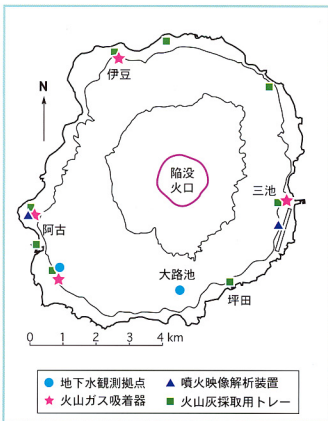 伊豆
N
陥没
火口
三池
阿古
大路池
坪田
0 1 2 3 4 km
地下水観測拠点
噴火映像解析装置
火山ガス吸着器
火山灰採取用トレー